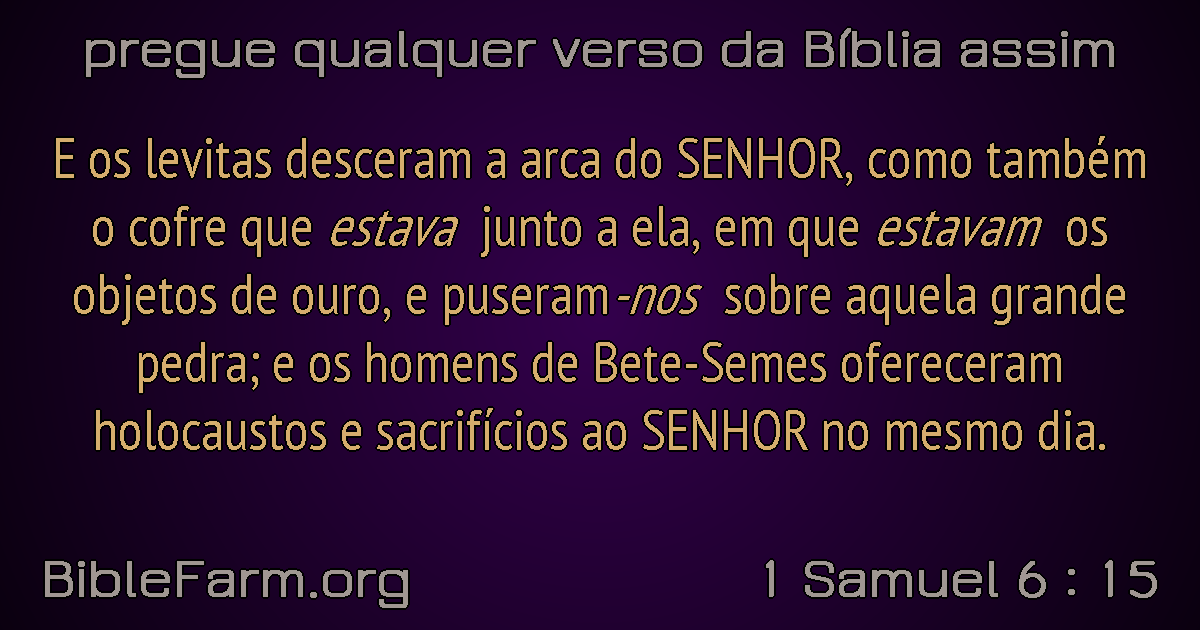 pregue qualquer verso da Bíblia assim
E os levitas desceram a arca do SENHOR, como também
o cofre que estava junto a ela, em que estavam os
objetos de ouro, e puseram-nos sobre aquela grande
pedra; e os homens de Bete-Semes ofereceram
holocaustos e sacrifícios ao SENHOR no mesmo dia.
BibleFarm.org
1 Samuel 6 : 15